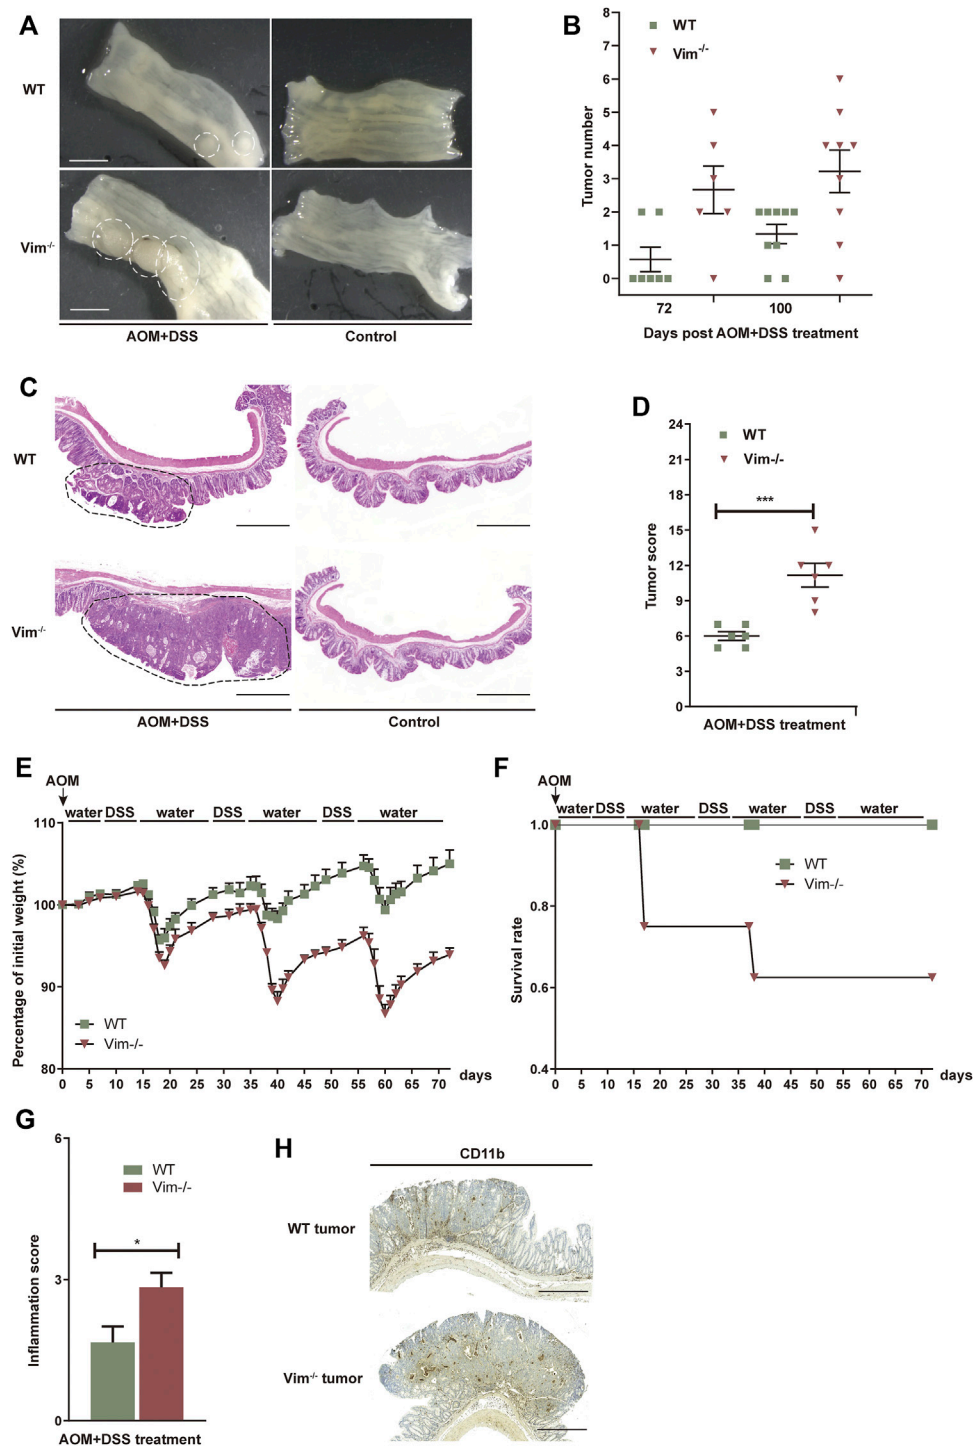 A
WT
Vim-/-
AOM+DSS
Control
B
WT
Vim-/-
Tumor number
8
7
6
5
4
3
2
1
0
72
100
Days post AOM+DSS treatment
C
WT
Vim-/-
AOM+DSS
Control
D
WT
Vim-/-
***
Tumor score
24
21
18
15
12
9
6
3
0
AOM+DSS treatment
E
AOM
water DSS water DSS water DSS water
Percentage of initial weight (%)
110
100
90
80
WT
Vim-/-
0 5 10 15 20 25 30 35 40 45 50 55 60 65 70 days
F
AOM
water DSS water DSS water DSS water
Survival rate
1.0
0.8
0.6
0.4
WT
Vim-/-
0 5 10 15 20 25 30 35 40 45 50 55 60 65 70 days
G
Inflammation score
6
3
0
WT
Vim-/-
*
AOM+DSS treatment
H
CD11b
WT tumor
Vim-/- tumor